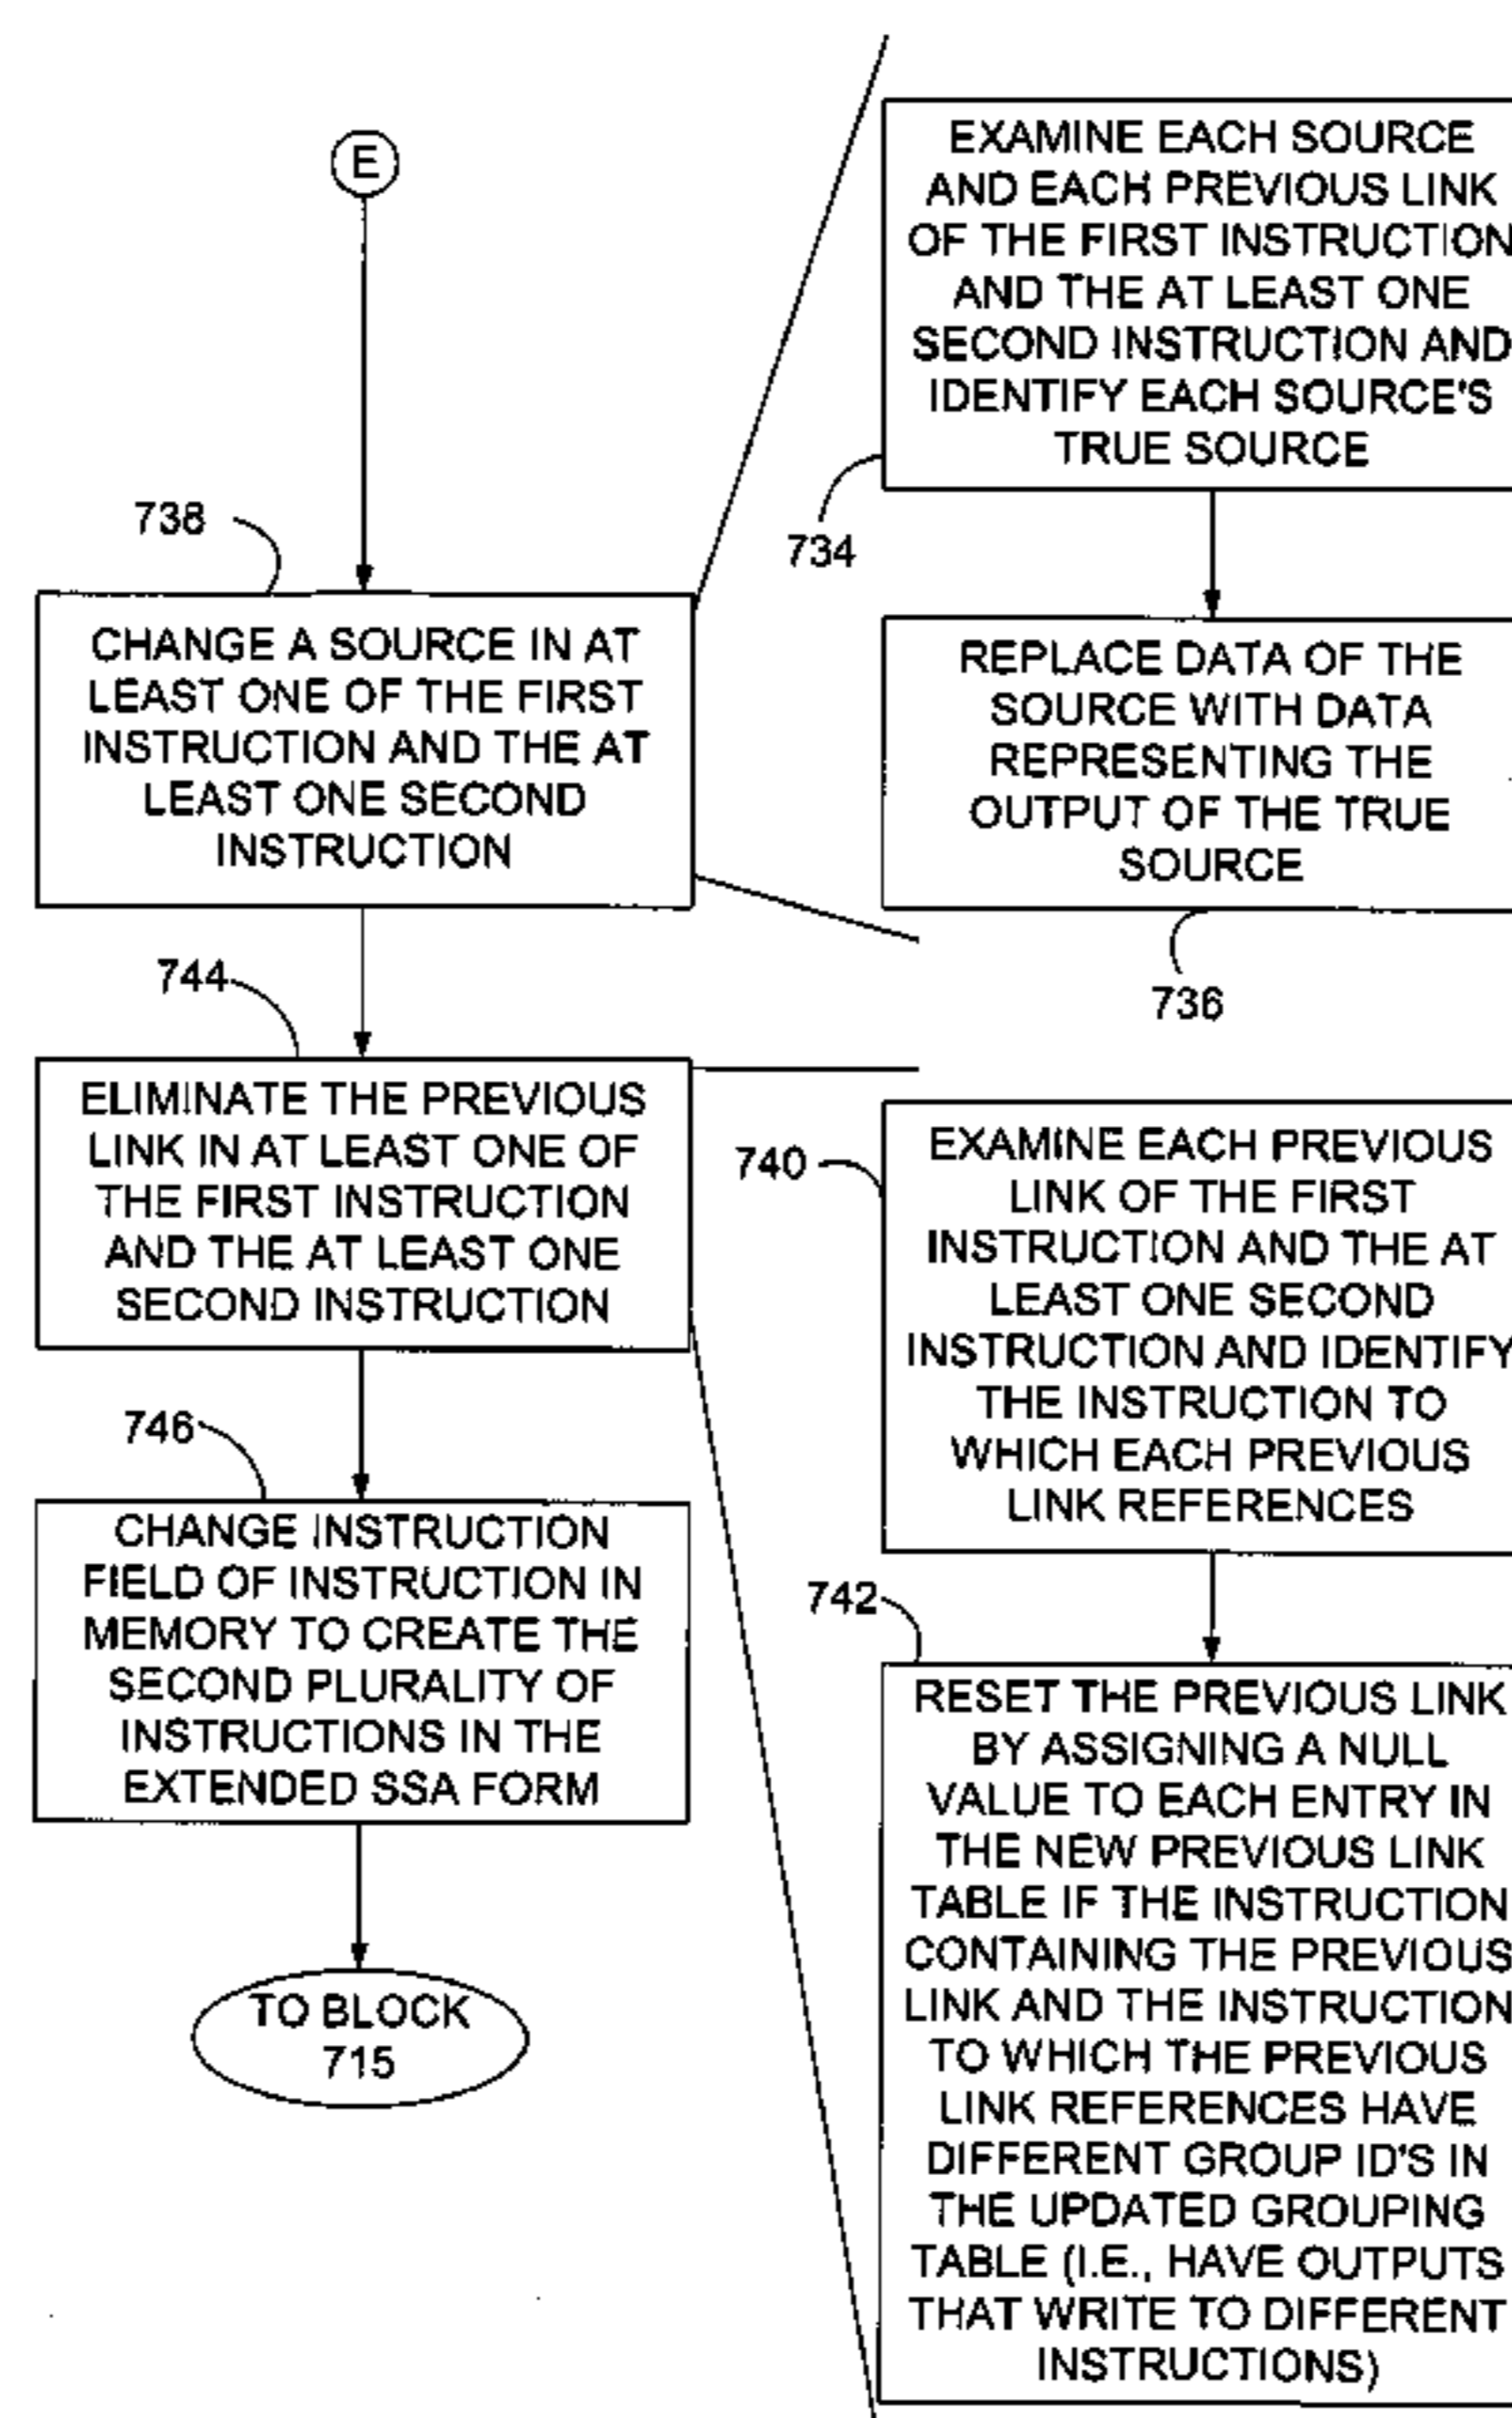 E
738
CHANGE A SOURCE IN AT
LEAST ONE OF THE FIRST
INSTRUCTION AND THE AT
LEAST ONE SECOND
INSTRUCTION
744
ELIMINATE THE PREVIOUS
LINK IN AT LEAST ONE OF
THE FIRST INSTRUCTION
AND THE AT LEAST ONE
SECOND INSTRUCTION
746
CHANGE INSTRUCTION
FIELD OF INSTRUCTION IN
MEMORY TO CREATE THE
SECOND PLURALITY OF
INSTRUCTIONS IN THE
EXTENDED SSA FORM
TO BLOCK
715
EXAMINE EACH SOURCE
AND EACH PREVIOUS LINK
OF THE FIRST INSTRUCTION
AND THE AT LEAST ONE
SECOND INSTRUCTION AND
IDENTIFY EACH SOURCE'S
TRUE SOURCE
734
REPLACE DATA OF THE
SOURCE WITH DATA
REPRESENTING THE
OUTPUT OF THE TRUE
SOURCE
736
740
EXAMINE EACH PREVIOUS
LINK OF THE FIRST
INSTRUCTION AND THE AT
LEAST ONE SECOND
INSTRUCTION AND IDENTIFY
THE INSTRUCTION TO
WHICH EACH PREVIOUS
LINK REFERENCES
742
RESET THE PREVIOUS LINK
BY ASSIGNING A NULL
VALUE TO EACH ENTRY IN
THE NEW PREVIOUS LINK
TABLE IF THE INSTRUCTION
CONTAINING THE PREVIOUS
LINK AND THE INSTRUCTION
TO WHICH THE PREVIOUS
LINK REFERENCES HAVE
DIFFERENT GROUP ID'S IN
THE UPDATED GROUPING
TABLE (I.E., HAVE OUTPUTS
THAT WRITE TO DIFFERENT
INSTRUCTIONS)